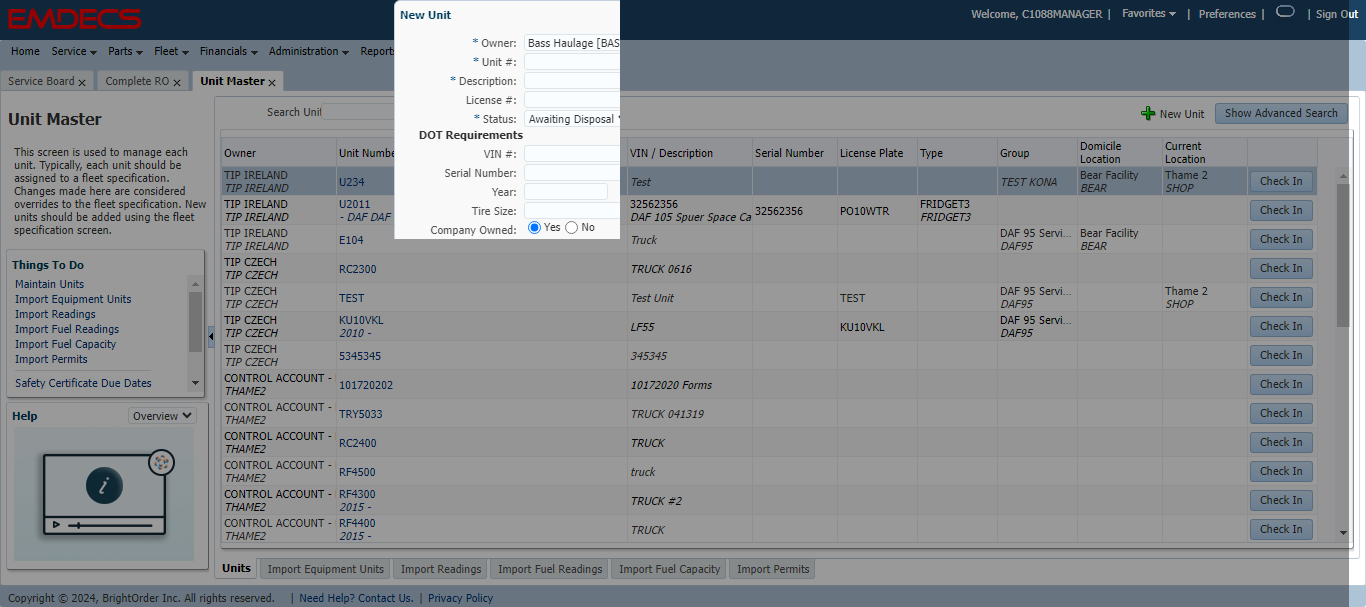 EMDECS
Welcome, C1088MANAGER | Favorites | Preferences | | Sign Out
Home Service Parts Fleet Financials Administration Reports
Service Board x Complete RO x Unit Master x
Unit Master
This screen is used to manage each
unit. Typically, each unit should be
assigned to a fleet specification.
Changes made here are considered
overrides to the fleet specification. New
units should be added using the fleet
specification screen.
Things To Do
Maintain Units
Import Equipment Units
Import Readings
Import Fuel Readings
Import Fuel Capacity
Import Permits
Safety Certificate Due Dates
Help Overview
New Unit
* Owner: Bass Haulage [BAS
* Unit #:
* Description:
License #:
* Status: Awaiting Disposal
DOT Requirements
VIN #:
Serial Number:
Year:
Tire Size:
Company Owned: Yes No
Search Unit
New Unit Show Advanced Search
Owner Unit Numbe VIN / Description Serial Number License Plate Type Group Domicile Location Current Location
TIP IRELAND U234 Test TEST KONA Bear Facility Thame 2 Check In
TIP IRELAND BEAR SHOP
TIP IRELAND U2011 32562356 32562356 PO10WTR FRIDGET3 Check In
TIP IRELAND - DAF DAF DAF 105 Spuer Space Ca FRIDGET3
TIP IRELAND E104 Truck DAF 95 Servi... Bear Facility Check In
TIP IRELAND DAF95 BEAR
TIP CZECH RC2300 TRUCK 0616 Check In
TIP CZECH
TIP CZECH TEST Test Unit TEST DAF 95 Servi... Thame 2 Check In
TIP CZECH DAF95 SHOP
TIP CZECH KU10VKL LF55 KU10VKL DAF 95 Servi... Check In
TIP CZECH 2010 - DAF95
TIP CZECH 5345345 345345 Check In
TIP CZECH
CONTROL ACCOUNT - 101720202 10172020 Forms Check In
THAME2
CONTROL ACCOUNT - TRY5033 TRUCK 041319 Check In
THAME2
CONTROL ACCOUNT - RC2400 TRUCK Check In
THAME2
CONTROL ACCOUNT - RF4500 truck Check In
THAME2
CONTROL ACCOUNT - RF4300 TRUCK #2 Check In
THAME2 2015 -
CONTROL ACCOUNT - RF4400 TRUCK Check In
THAME2 2015 -
Units Import Equipment Units Import Readings Import Fuel Readings Import Fuel Capacity Import Permits
Copyright © 2024, BrightOrder Inc. All rights reserved. | Need Help? Contact Us. | Privacy Policy